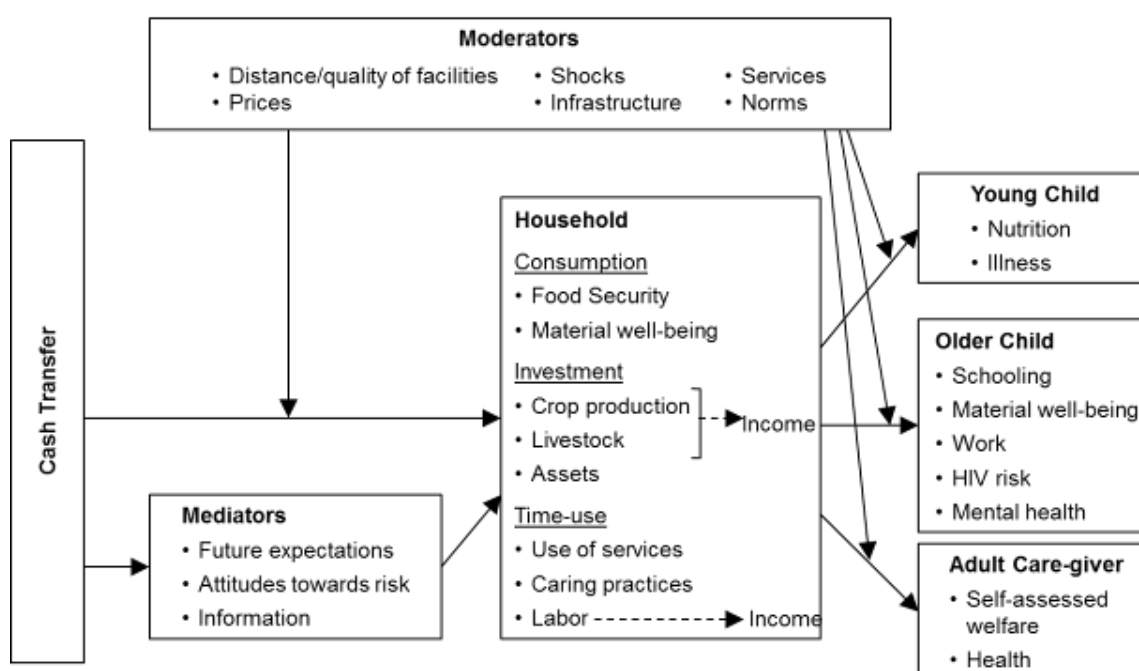 Moderators
• Distance/quality of facilities
• Prices
• Shocks
• Infrastructure
• Services
• Norms
Cash Transfer
Mediators
• Future expectations
• Attitudes towards risk
• Information
Household
Consumption
• Food Security
• Material well-being
Investment
• Crop production
• Livestock
Income
• Assets
Time-use
• Use of services
• Caring practices
• Labor
Income
Young Child
• Nutrition
• Illness
Older Child
• Schooling
• Material well-being
• Work
• HIV risk
• Mental health
Adult Care-giver
• Self-assessed
welfare
• Health